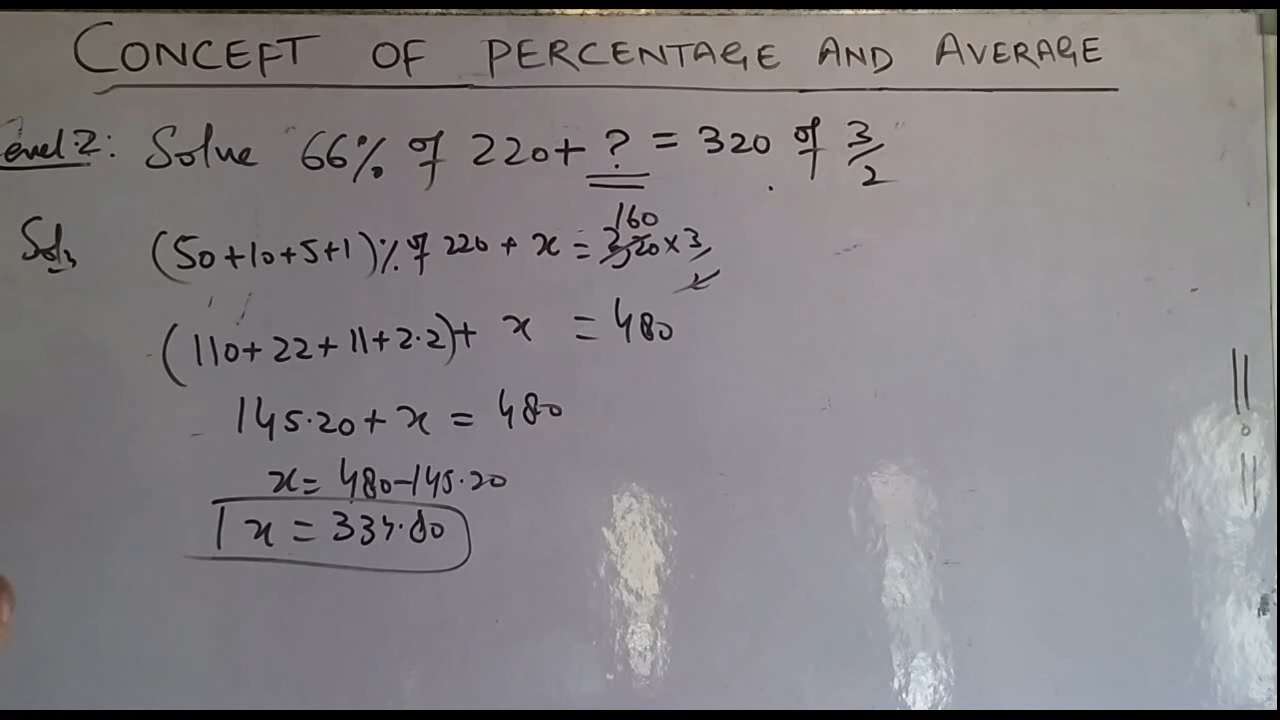 CONCEPT OF PERCENTAGE AND AVERAGE
Level-2: Solve 66% of 220 + ? = 320 of 3/2
Sol (50+10+5+1)% of 220 + x = 320 × 3/2 160
(110+22+11+2.2)+ x = 480
145.20 + x = 480
x = 480-145.20
x = 334.80